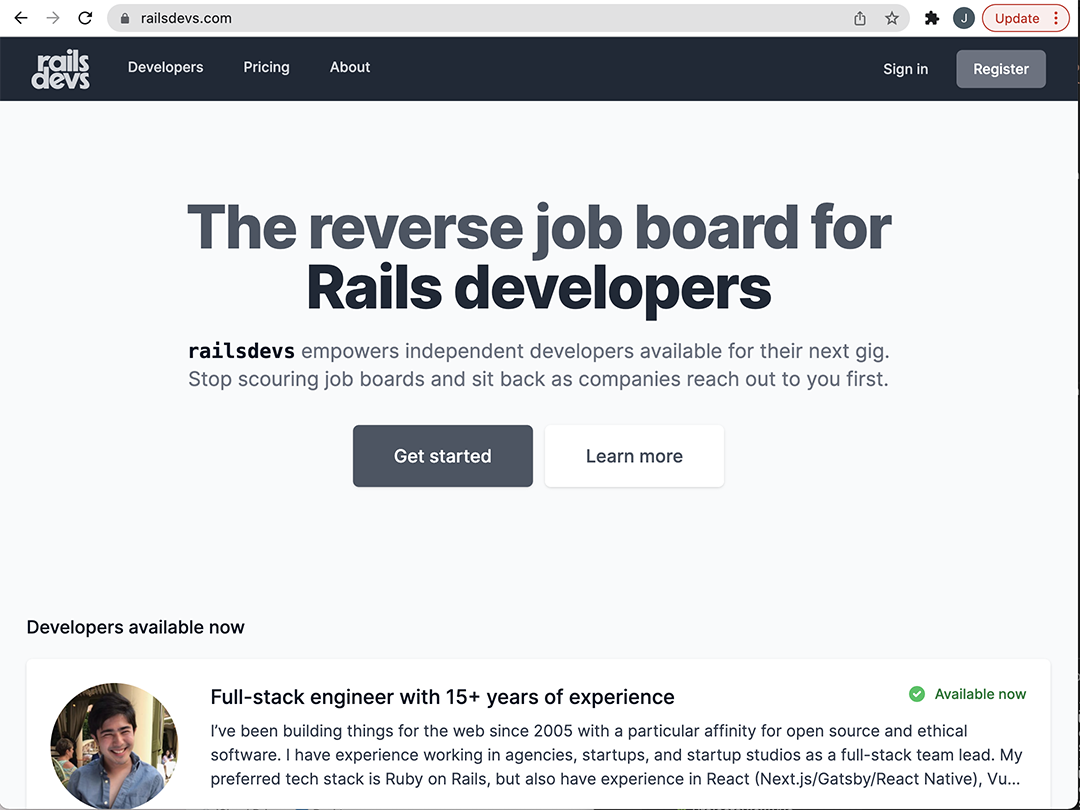 railsdevs.com
J
Update
rails
devs
Developers
Pricing
About
Sign in
Register
The reverse job board for
Rails developers
railsdevs empowers independent developers available for their next gig.
Stop scouring job boards and sit back as companies reach out to you first.
Get started
Learn more
Developers available now
Full-stack engineer with 15+ years of experience
Available now
I’ve been building things for the web since 2005 with a particular affinity for open source and ethical
software. I have experience working in agencies, startups, and startup studios as a full-stack team lead. My
preferred tech stack is Ruby on Rails, but also have experience in React (Next.js/Gatsby/React Native), Vu...